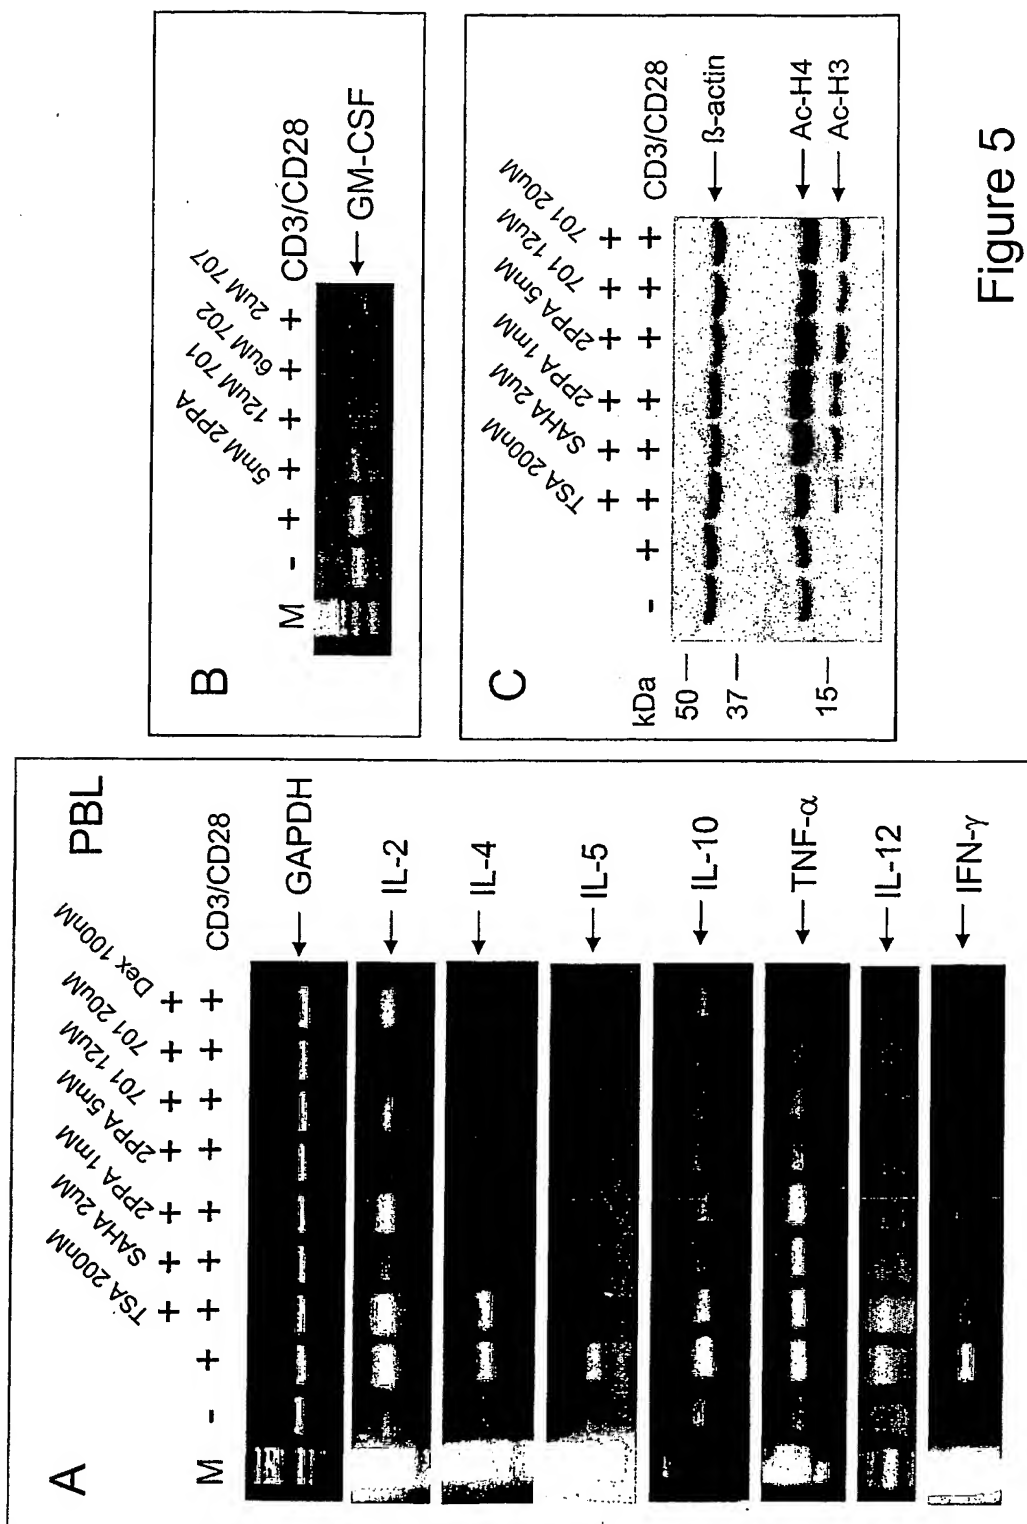 A
PBL
TSA 200nM
SAHA 2uM
2PPA 1mM
2PPA 5mM
701 12uM
701 20uM
Dex 100nM
+ + + + + + +
M - + + + + + + + + CD3/CD28
GAPDH
IL-2
IL-4
IL-5
IL-10
TNF-α
IL-12
IFN-γ
B
5mM 2PPA
12uM 701
6uM 702
2uM 707
M - + + + + + CD3/CD28
GM-CSF
C
TSA 200nM
SAHA 2uM
2PPA 1mM
2PPA 5mM
701 12uM
701 20uM
+ + + + + +
kDa - + + + + + + + CD3/CD28
50
ß-actin
37
Ac-H4
15
Ac-H3
Figure 5